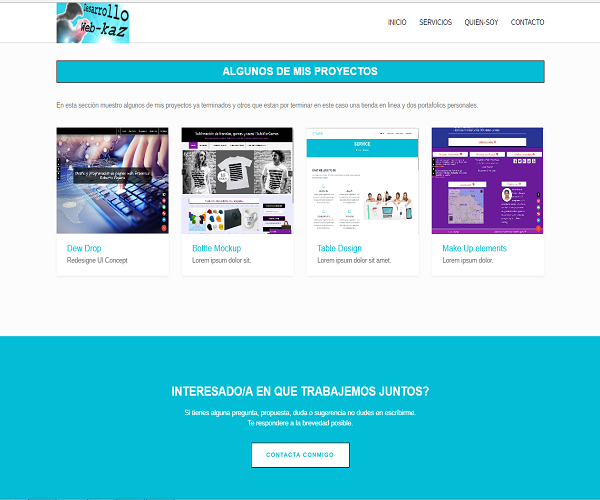 Desarrollo
Web-kaz
INICIO SERVICIOS QUIEN-SOY CONTACTO
ALGUNOS DE MIS PROYECTOS
En esta sección muestro algunos de mis proyectos ya terminados y otros que estan por terminar en este caso una tienda en linea y dos portafolios personales.
SERVICE
Dew Drop
Redesigne UI Concept
Bottle Mockup
Lorem ipsum dolor sit.
Table Design
Lorem ipsum dolor sit amet.
Make Up elements
Lorem ipsum dolor.
INTERESADO/A EN QUE TRABAJEMOS JUNTOS?
Si tienes alguna pregunta, propuesta, duda o sugerencia no dudes en escribirme.
Te respondere a la brevedad posible.
CONTACTA CONMIGO